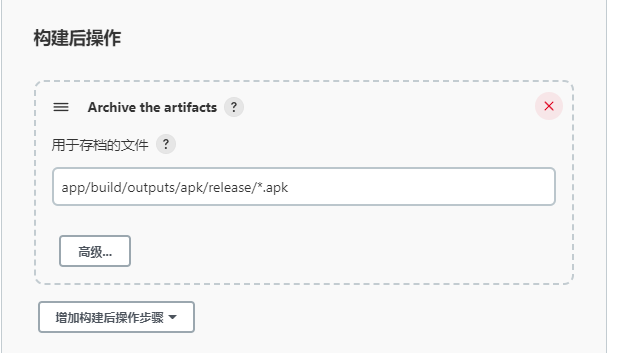 构建后操作
Archive the artifacts ?
用于存档的文件 ?
app/build/outputs/apk/release/*.apk
高级...
增加构建后操作步骤